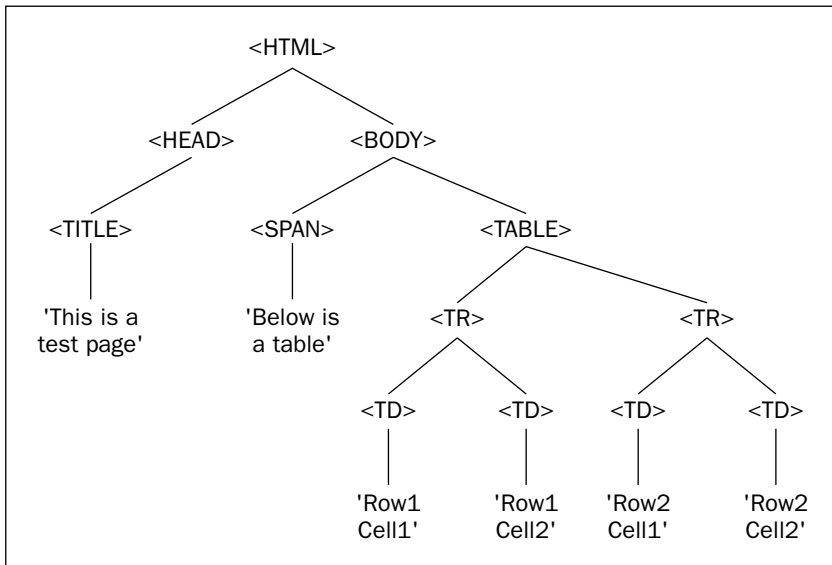 <HTML>
<HEAD>
<BODY>
<TITLE>
<SPAN>
<TABLE>
'This is a
test page'
'Below is
a table'
<TR>
<TR>
<TD>
<TD>
<TD>
<TD>
'Row1
Cell1'
'Row1
Cell2'
'Row2
Cell1'
'Row2
Cell2'